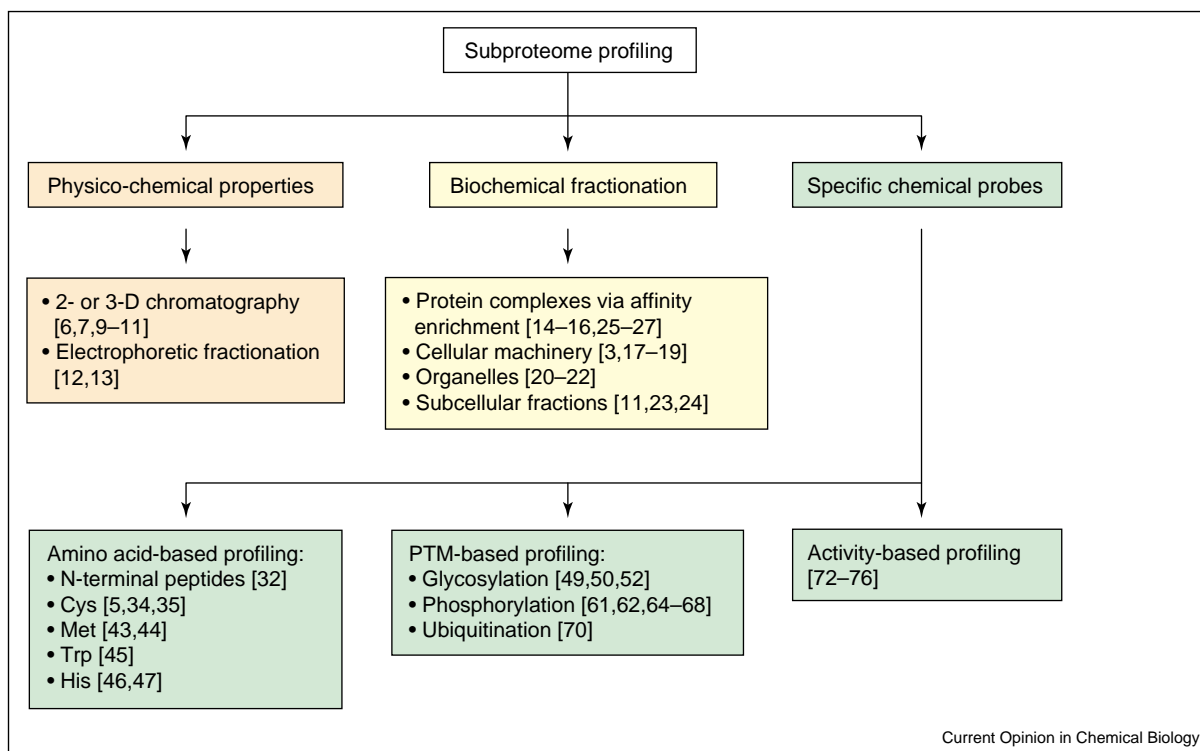 Subproteome profiling
Physico-chemical properties
Biochemical fractionation
Specific chemical probes
• 2- or 3-D chromatography
[6,7,9–11]
• Electrophoretic fractionation
[12,13]
• Protein complexes via affinity
enrichment [14–16,25–27]
• Cellular machinery [3,17–19]
• Organelles [20–22]
• Subcellular fractions [11,23,24]
Amino acid-based profiling:
• N-terminal peptides [32]
• Cys [5,34,35]
• Met [43,44]
• Trp [45]
• His [46,47]
PTM-based profiling:
• Glycosylation [49,50,52]
• Phosphorylation [61,62,64–68]
• Ubiquitination [70]
Activity-based profiling
[72–76]
Current Opinion in Chemical Biology